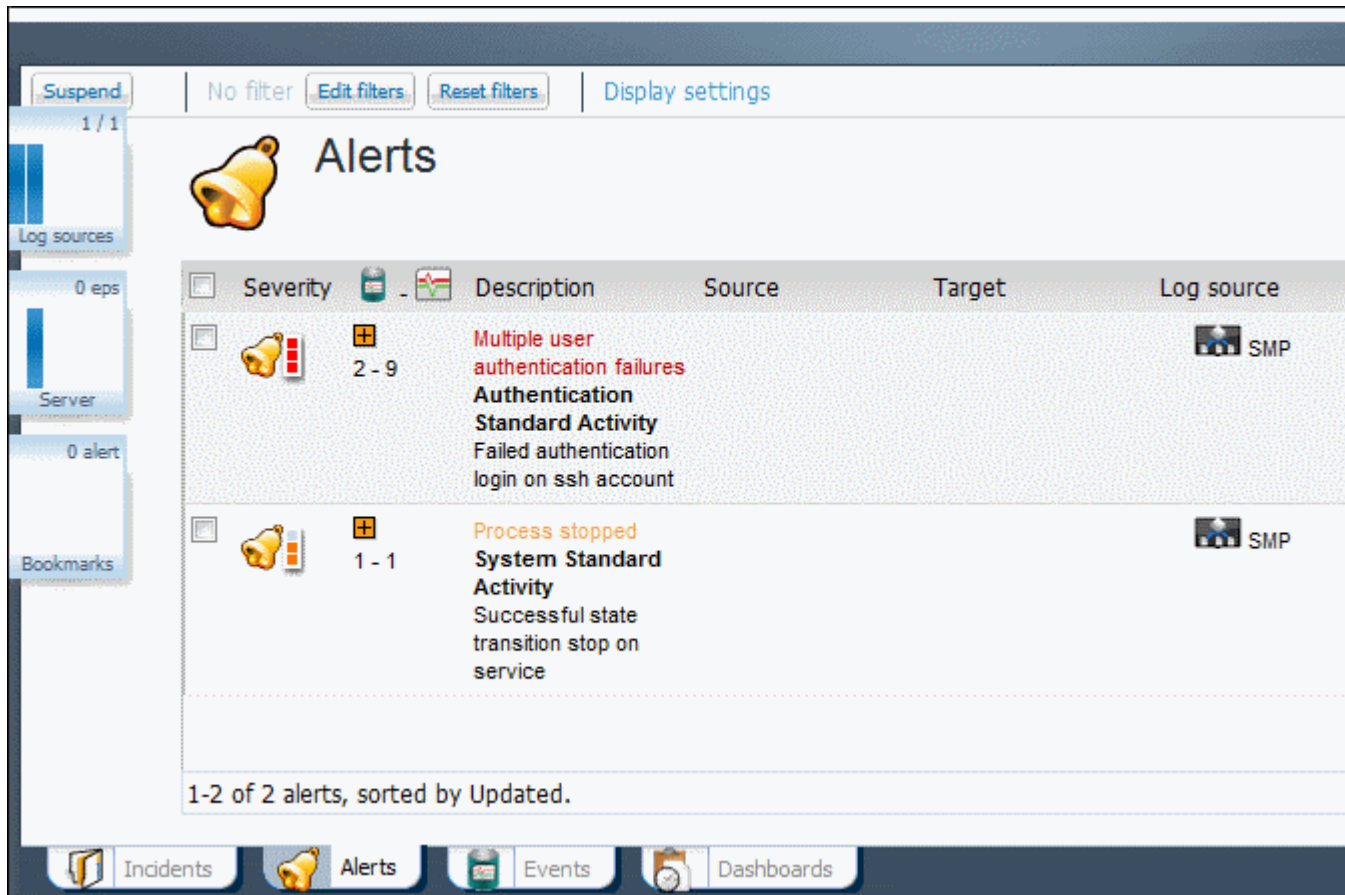 Suspend
No filter Edit filters Reset filters Display settings
1 / 1
Log sources
0 eps
Server
0 alert
Bookmarks
Alerts
Severity - Description Source Target Log source
2 - 9
Multiple user
authentication failures
Authentication
Standard Activity
Failed authentication
login on ssh account
SMP
1 - 1
Process stopped
System Standard
Activity
Successful state
transition stop on
service
SMP
1-2 of 2 alerts, sorted by Updated.
Incidents Alerts Events Dashboards